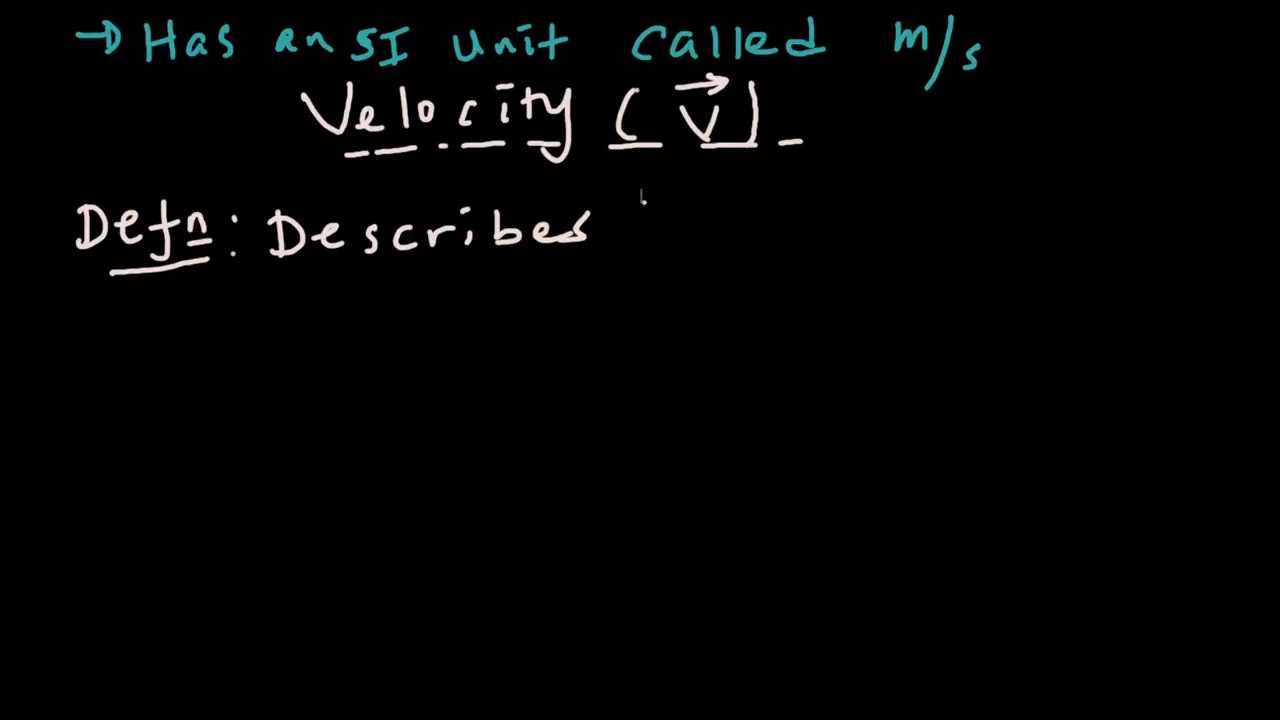 → Has an SI unit called m/s
Velocity (v⃗)
Defn: Describes